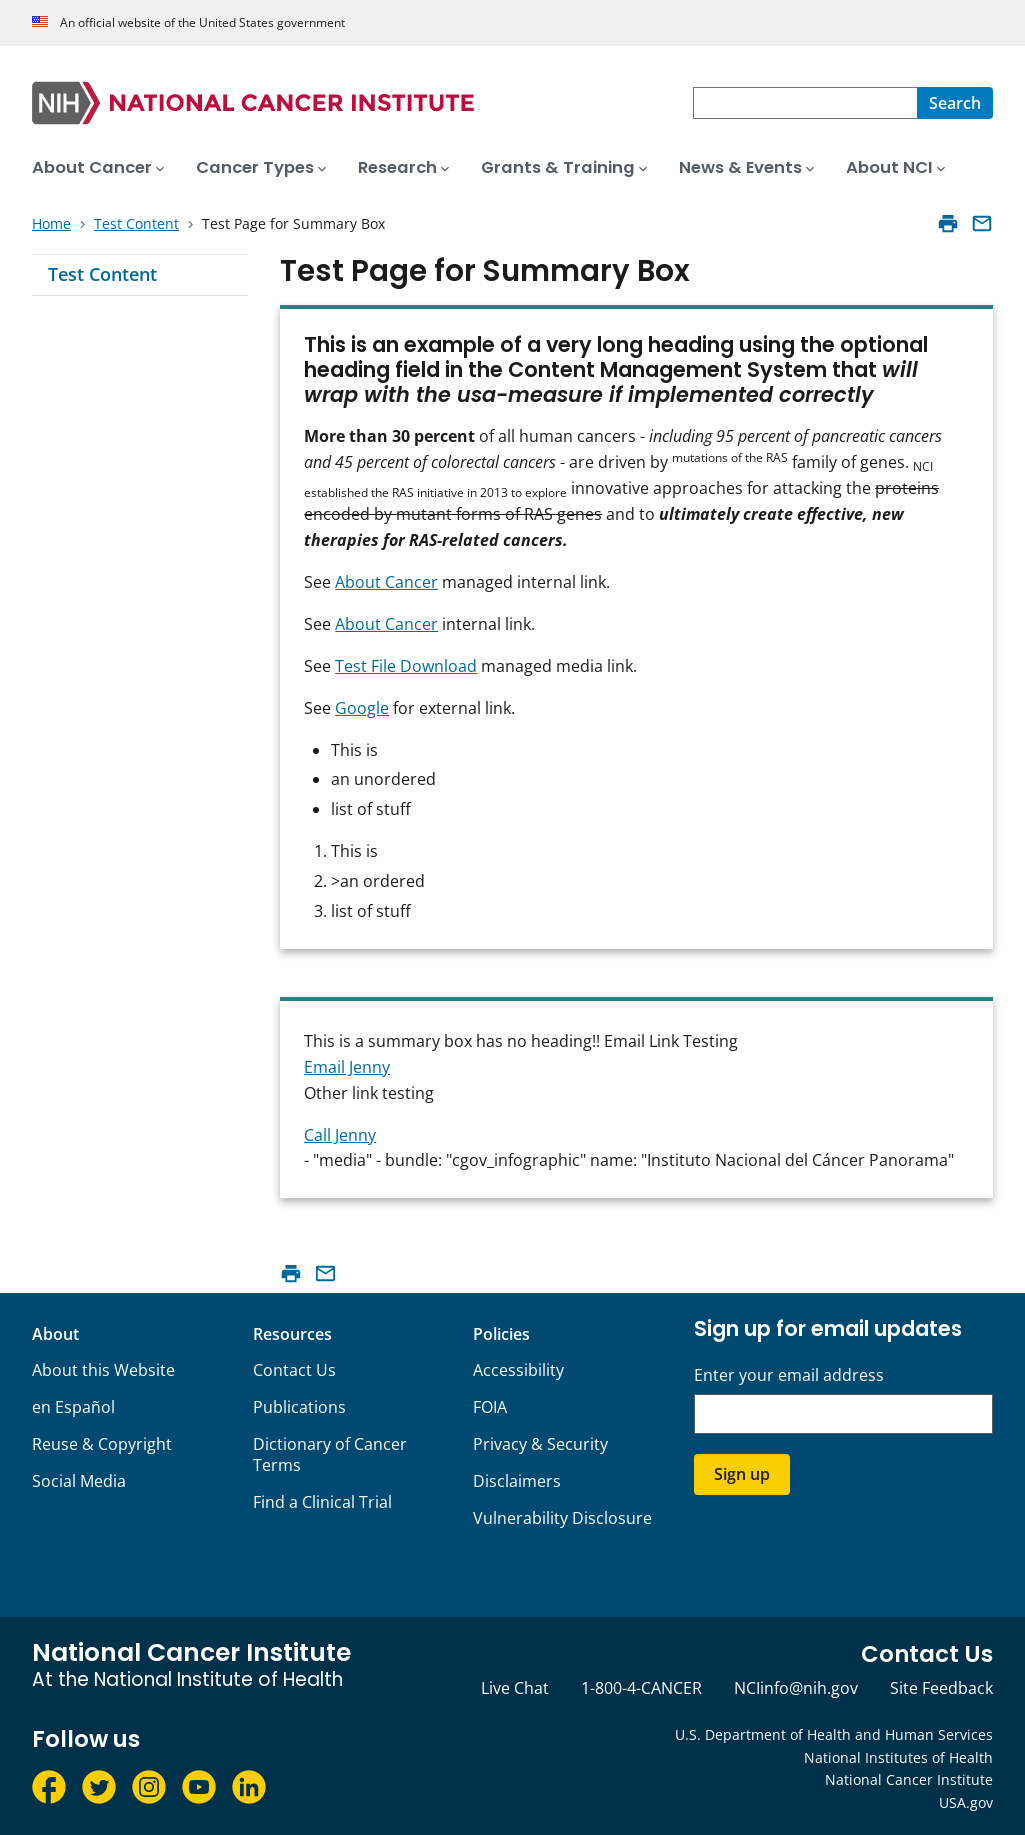 An official website of the United States government
NIH NATIONAL CANCER INSTITUTE
Search
About Cancer Cancer Types Research Grants & Training News & Events About NCI
Home Test Content Test Page for Summary Box
Test Content
Test Page for Summary Box
This is an example of a very long heading using the optional
heading field in the Content Management System that will
wrap with the usa-measure if implemented correctly
More than 30 percent of all human cancers - including 95 percent of pancreatic cancers
and 45 percent of colorectal cancers - are driven by mutations of the RAS family of genes. NCI
established the RAS initiative in 2013 to explore innovative approaches for attacking the proteins
encoded by mutant forms of RAS genes and to ultimately create effective, new
therapies for RAS-related cancers.
See About Cancer managed internal link.
See About Cancer internal link.
See Test File Download managed media link.
See Google for external link.
• This is
• an unordered
• list of stuff
1. This is
2. >an ordered
3. list of stuff
This is a summary box has no heading!! Email Link Testing
Email Jenny
Other link testing
Call Jenny
- "media" - bundle: "cgov_infographic" name: "Instituto Nacional del Cáncer Panorama"
About
About this Website
en Español
Reuse & Copyright
Social Media
Resources
Contact Us
Publications
Dictionary of Cancer
Terms
Find a Clinical Trial
Policies
Accessibility
FOIA
Privacy & Security
Disclaimers
Vulnerability Disclosure
Sign up for email updates
Enter your email address
Sign up
National Cancer Institute
At the National Institute of Health
Contact Us
Live Chat 1-800-4-CANCER NCIinfo@nih.gov Site Feedback
Follow us
U.S. Department of Health and Human Services
National Institutes of Health
National Cancer Institute
USA.gov